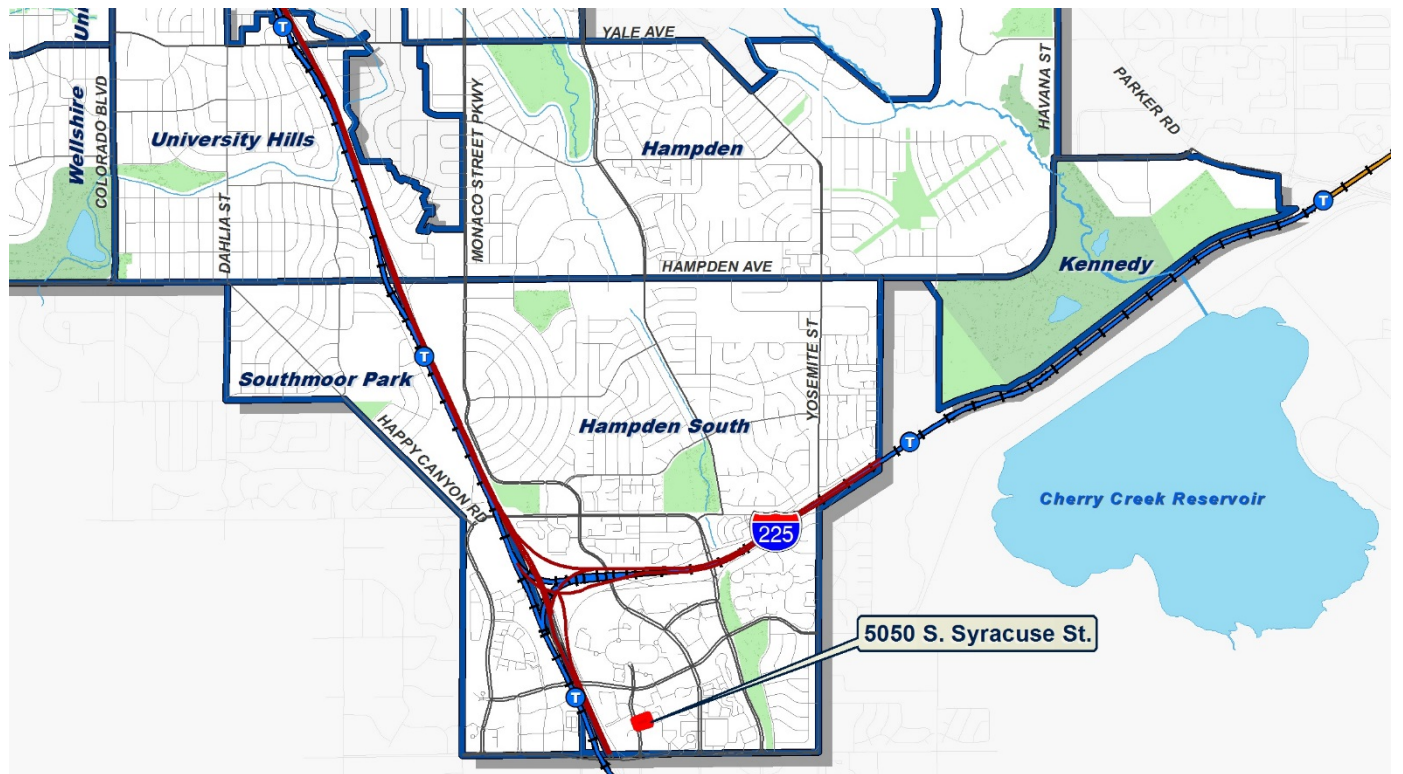 Uni
YALE AVE
HAVANA ST
PARKER RD
Wellshire
COLORADO BLVD
University Hills
MONACO STREET PKWY
Hampden
DAHLIA ST
HAMPDEN AVE
Kennedy
YOSEMITE ST
Southmoor Park
HAPPY CANYON RD
Hampden South
Cherry Creek Reservoir
225
5050 S. Syracuse St.
T
T
T
T
T